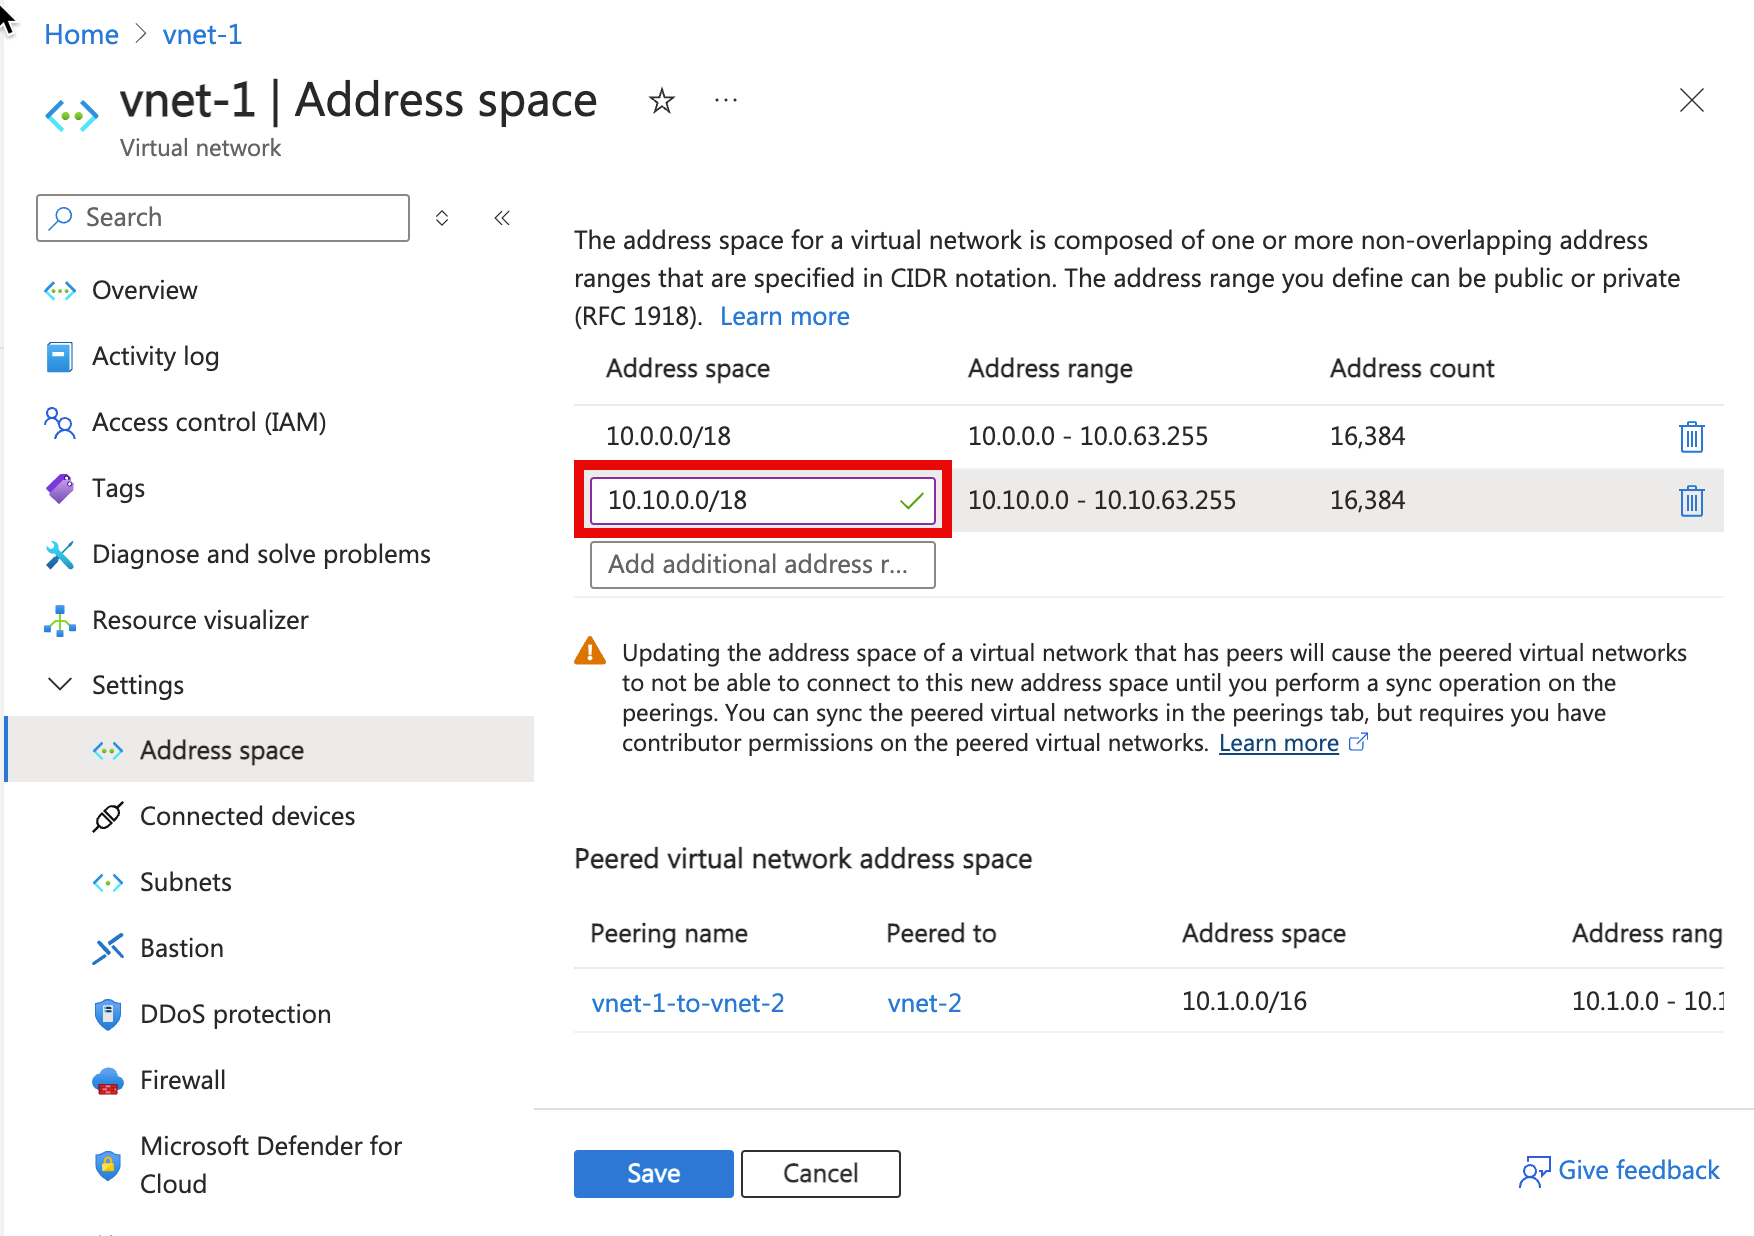 Home > vnet-1
vnet-1 | Address space
Virtual network
Search
Overview
Activity log
Access control (IAM)
Tags
Diagnose and solve problems
Resource visualizer
Settings
Address space
Connected devices
Subnets
Bastion
DDoS protection
Firewall
Microsoft Defender for
Cloud
The address space for a virtual network is composed of one or more non-overlapping address
ranges that are specified in CIDR notation. The address range you define can be public or private
(RFC 1918). Learn more
Address space Address range Address count
10.0.0.0/18 10.0.0.0 - 10.0.63.255 16,384
10.10.0.0/18 10.10.0.0 - 10.10.63.255 16,384
Add additional address r...
Updating the address space of a virtual network that has peers will cause the peered virtual networks
to not be able to connect to this new address space until you perform a sync operation on the
peerings. You can sync the peered virtual networks in the peerings tab, but requires you have
contributor permissions on the peered virtual networks. Learn more
Peered virtual network address space
Peering name Peered to Address space Address rang
vnet-1-to-vnet-2 vnet-2 10.1.0.0/16 10.1.0.0 - 10.1
Save Cancel
Give feedback